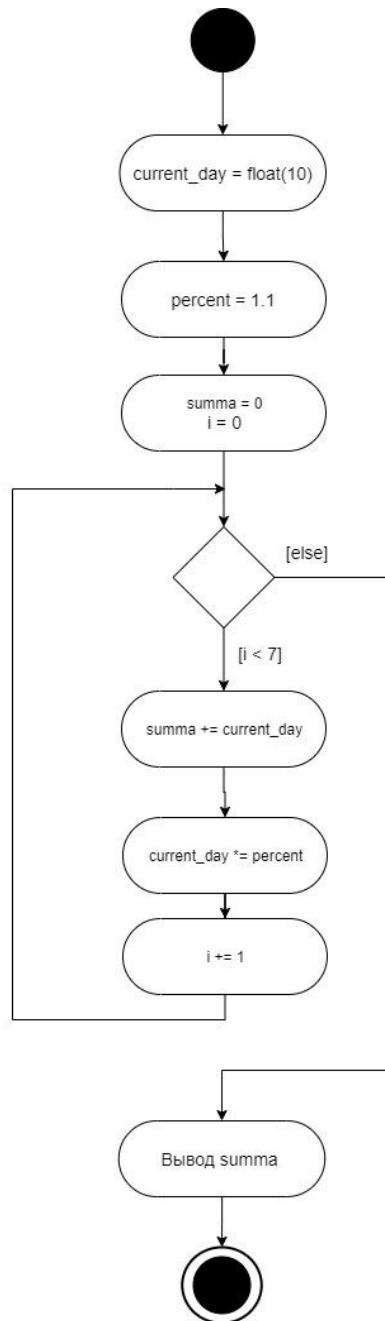 current_day = float(10)
percent = 1.1
summa = 0
i = 0
[else]
[i < 7]
summa += current_day
current_day *= percent
i += 1
Вывод summa